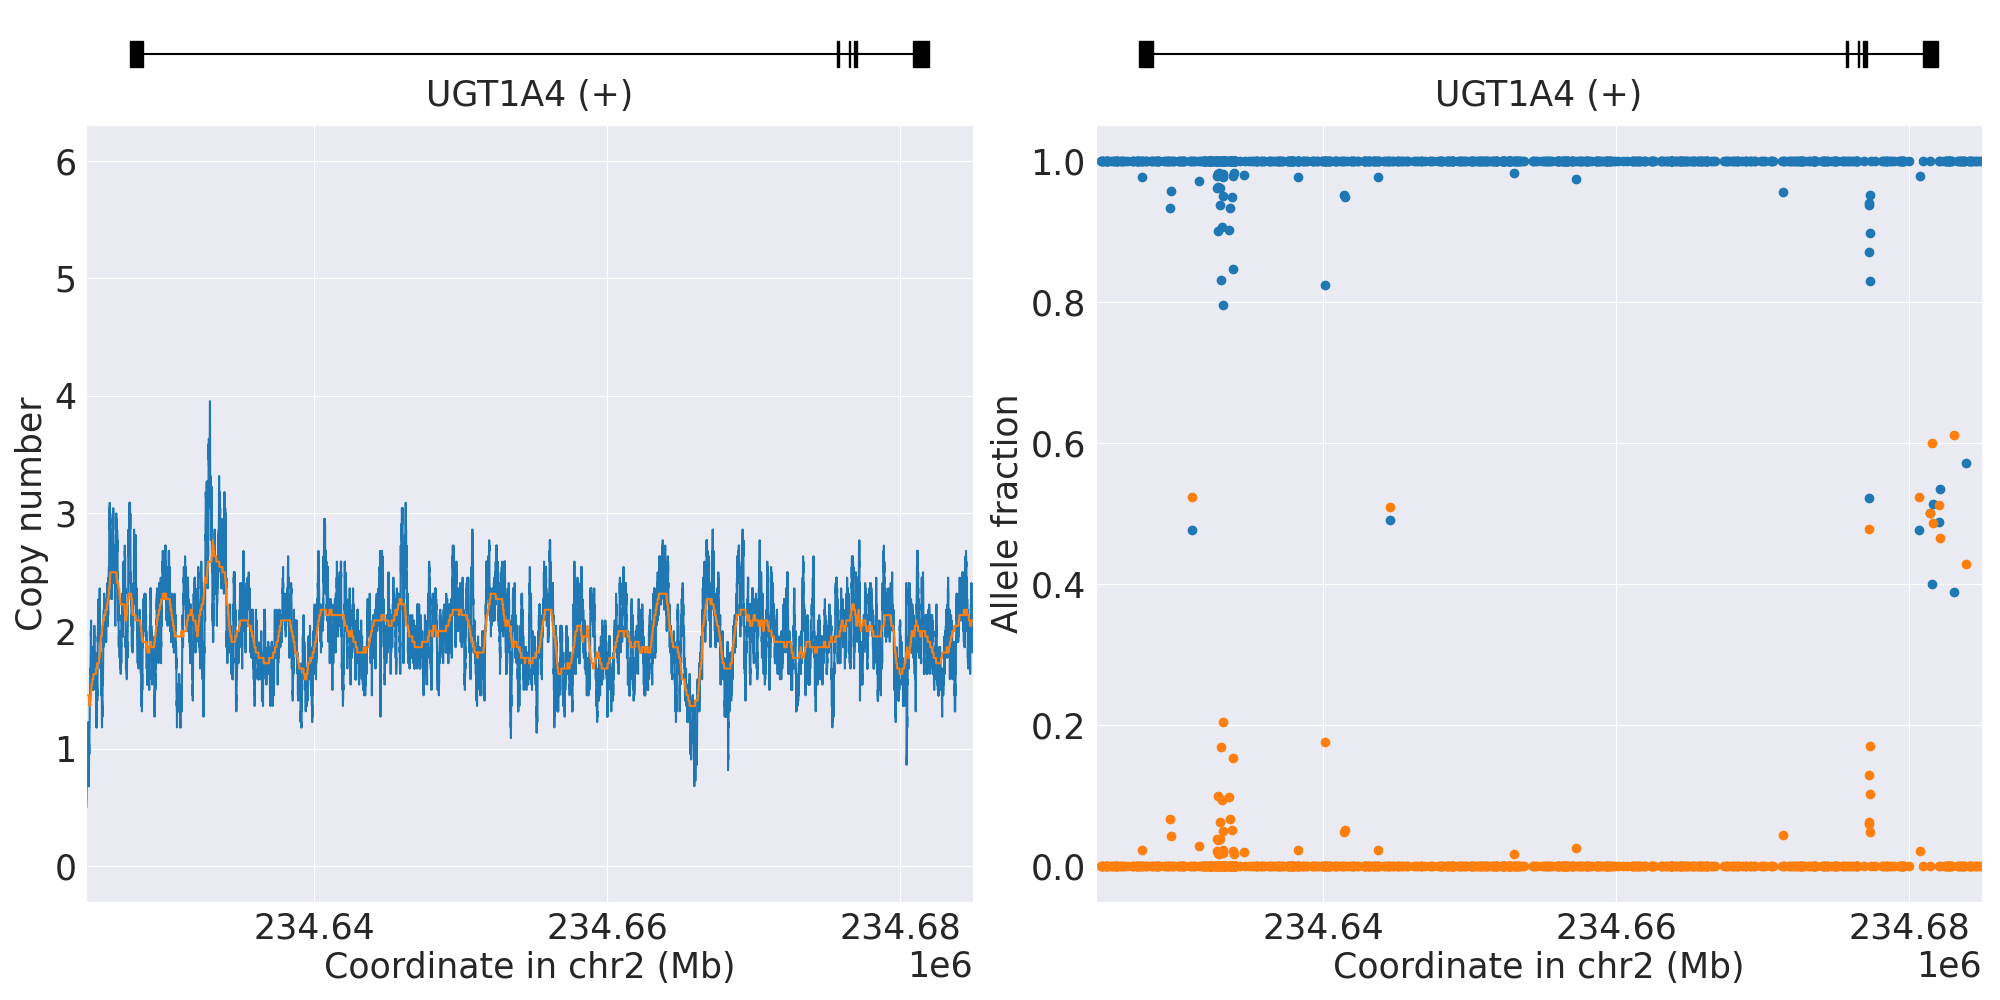 UGT1A4 (+)
6
5
4
3
2
1
0
Copy number
234.64
234.66
234.68
1e6
Coordinate in chr2 (Mb)
UGT1A4 (+)
1.0
0.8
0.6
0.4
0.2
0.0
Allele fraction
234.64
234.66
234.68
1e6
Coordinate in chr2 (Mb)